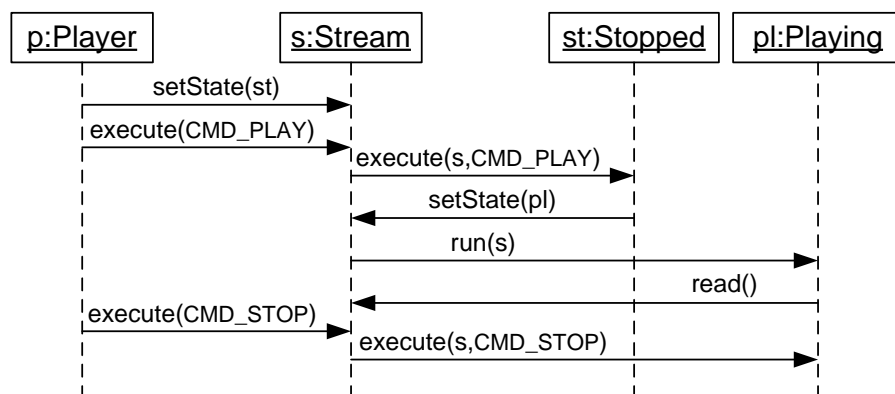 p:Player
s:Stream
st:Stopped
pl:Playing
setState(st)
execute(CMD_PLAY)
execute(s,CMD_PLAY)
setState(pl)
run(s)
read()
execute(CMD_STOP)
execute(s,CMD_STOP)